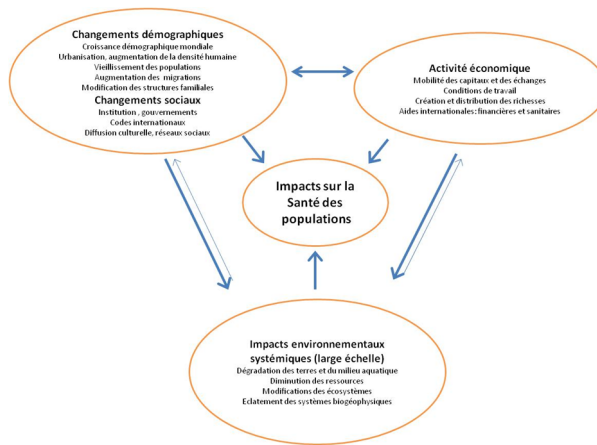 Changements démographiques
Croissance démographique mondiale
Urbanisation, augmentation de la densité humaine
Vieillissement des populations
Augmentation des migrations
Modification des structures familiales
Changements sociaux
Institution , gouvernements
Codes internationaux
Diffusion culturelle, réseaux sociaux
Activité économique
Mobilité des capitaux et des échanges
Conditions de travail
Création et distribution des richesses
Aides internationales: financières et sanitaires
Impacts sur la
Santé des
populations
Impacts environnementaux
systémiques (large échelle)
Dégradation des terres et du milieu aquatique
Diminution des ressources
Modifications des écosystèmes
Eclatement des systèmes biogéophysiques